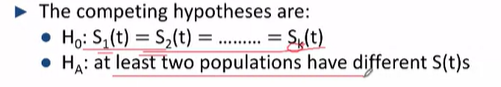 ► The competing hypotheses are:
• H₀: S₁(t) = S₂(t) = ......... = Sₖ(t)
• Hₐ: at least two populations have different S(t)s